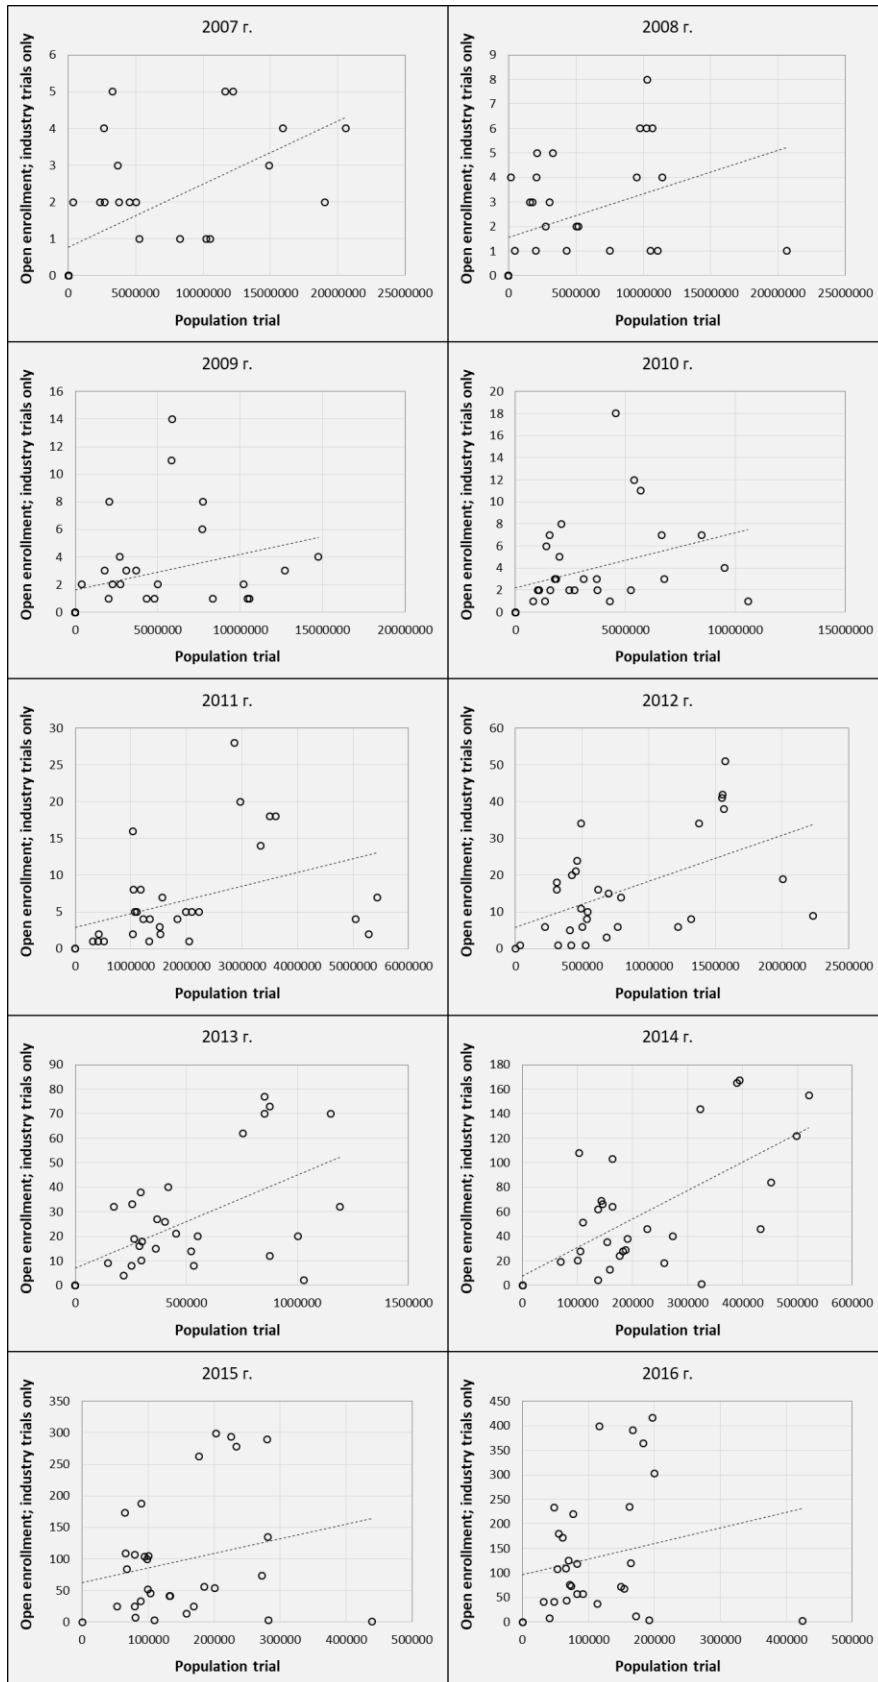 2007 г.
Open enrollment; industry trials only
6
5
4
3
2
1
0
0 5000000 10000000 15000000 20000000 25000000
Population trial
2008 г.
Open enrollment; industry trials only
9
8
7
6
5
4
3
2
1
0
0 5000000 10000000 15000000 20000000 25000000
Population trial
2009 г.
Open enrollment; industry trials only
16
14
12
10
8
6
4
2
0
0 5000000 10000000 15000000 20000000
Population trial
2010 г.
Open enrollment; industry trials only
20
18
16
14
12
10
8
6
4
2
0
0 5000000 10000000 15000000
Population trial
2011 г.
Open enrollment; industry trials only
30
25
20
15
10
5
0
0 1000000 2000000 3000000 4000000 5000000 6000000
Population trial
2012 г.
Open enrollment; industry trials only
60
50
40
30
20
10
0
0 500000 1000000 1500000 2000000 2500000
Population trial
2013 г.
Open enrollment; industry trials only
90
80
70
60
50
40
30
20
10
0
0 500000 1000000 1500000
Population trial
2014 г.
Open enrollment; industry trials only
180
160
140
120
100
80
60
40
20
0
0 100000 200000 300000 400000 500000 600000
Population trial
2015 г.
Open enrollment; industry trials only
350
300
250
200
150
100
50
0
0 100000 200000 300000 400000 500000
Population trial
2016 г.
Open enrollment; industry trials only
450
400
350
300
250
200
150
100
50
0
0 100000 200000 300000 400000 500000
Population trial